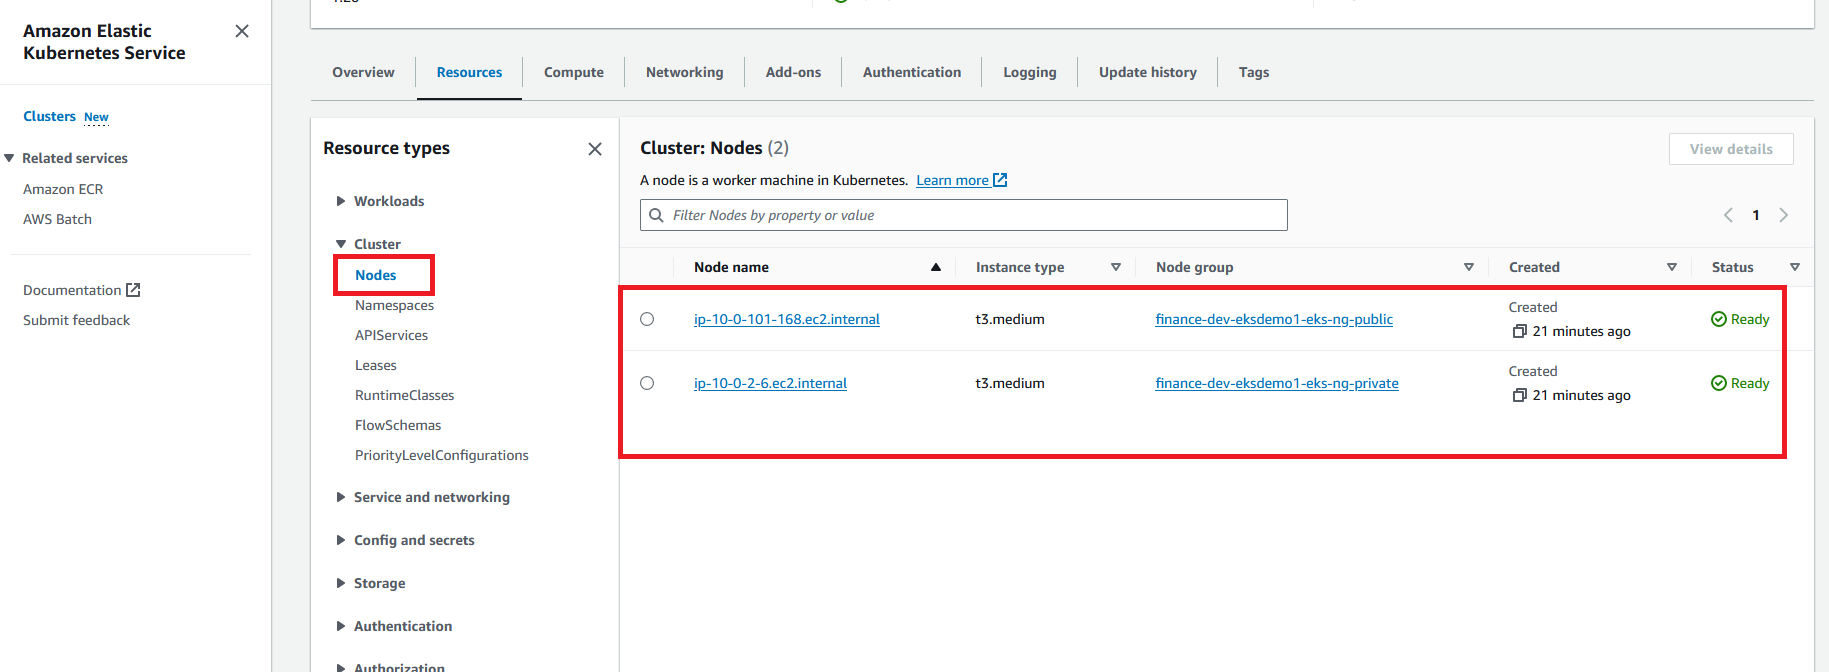 Amazon Elastic
Kubernetes Service
Clusters New
Related services
Amazon ECR
AWS Batch
Documentation
Submit feedback
Overview
Resources
Compute
Networking
Add-ons
Authentication
Logging
Update history
Tags
Resource types
Workloads
Cluster
Nodes
Namespaces
APIServices
Leases
RuntimeClasses
FlowSchemas
PriorityLevelConfigurations
Service and networking
Config and secrets
Storage
Authentication
Authorization
Cluster: Nodes (2)
View details
A node is a worker machine in Kubernetes. Learn more
Filter Nodes by property or value
1
Node name Instance type Node group Created Status
ip-10-0-101-168.ec2.internal t3.medium finance-dev-eksdemo1-eks-ng-public Created Ready
21 minutes ago
ip-10-0-2-6.ec2.internal t3.medium finance-dev-eksdemo1-eks-ng-private Created Ready
21 minutes ago